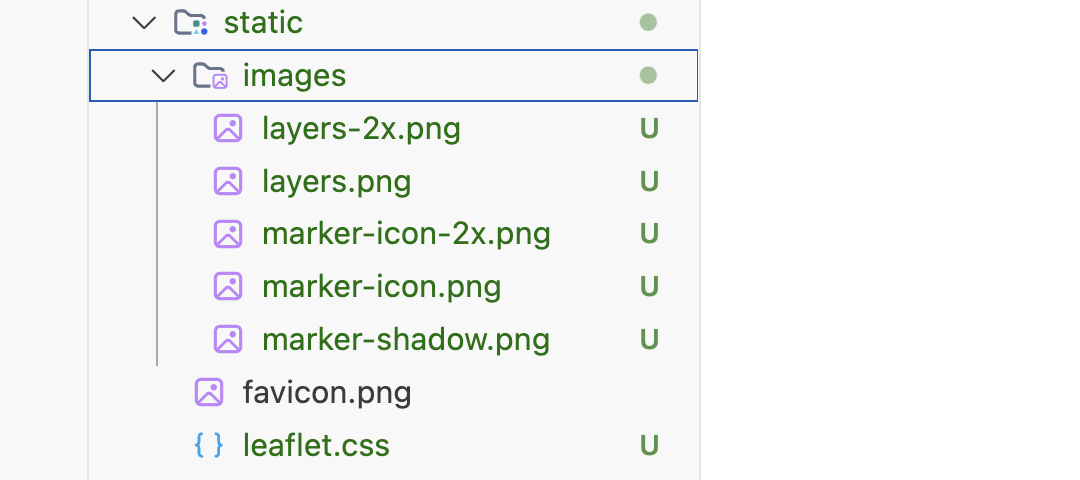 static
images
layers-2x.png U
layers.png U
marker-icon-2x.png U
marker-icon.png U
marker-shadow.png U
favicon.png
leaflet.css U